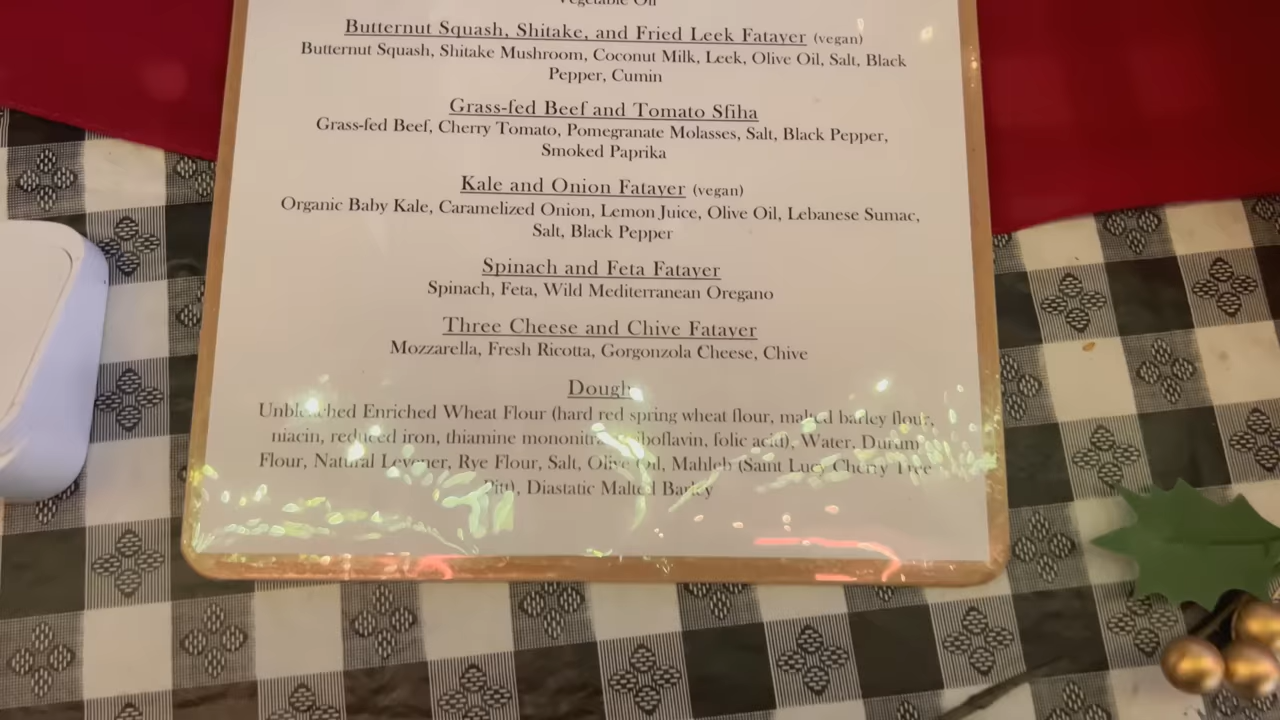 Vegetable Oil
Butternut Squash, Shitake, and Fried Leek Fatayer (vegan)
Butternut Squash, Shitake Mushroom, Coconut Milk, Leek, Olive Oil, Salt, Black
Pepper, Cumin
Grass-fed Beef and Tomato Sfiha
Grass-fed Beef, Cherry Tomato, Pomegranate Molasses, Salt, Black Pepper,
Smoked Paprika
Kale and Onion Fatayer (vegan)
Organic Baby Kale, Caramelized Onion, Lemon Juice, Olive Oil, Lebanese Sumac,
Salt, Black Pepper
Spinach and Feta Fatayer
Spinach, Feta, Wild Mediterranean Oregano
Three Cheese and Chive Fatayer
Mozzarella, Fresh Ricotta, Gorgonzola Cheese, Chive
Dough
Unbleached Enriched Wheat Flour (hard red spring wheat flour, malted barley flour,
niacin, reduced iron, thiamine mononitrate, riboflavin, folic acid), Water, Durum
Flour, Natural Levener, Rye Flour, Salt, Olive Oil, Mahleb (Saint Lucy Cherry Tree
Pitt), Diastatic Malted Barley